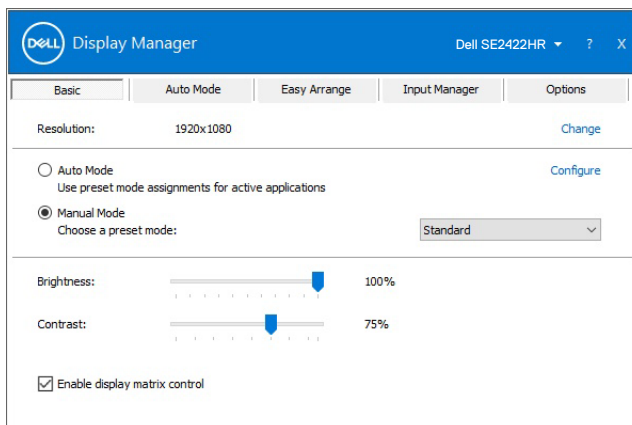 DELL Display Manager Dell SE2422HR ? X
Basic Auto Mode Easy Arrange Input Manager Options
Resolution: 1920x1080 Change
Auto Mode Configure
Use preset mode assignments for active applications
Manual Mode
Choose a preset mode: Standard
Brightness: 100%
Contrast: 75%
Enable display matrix control